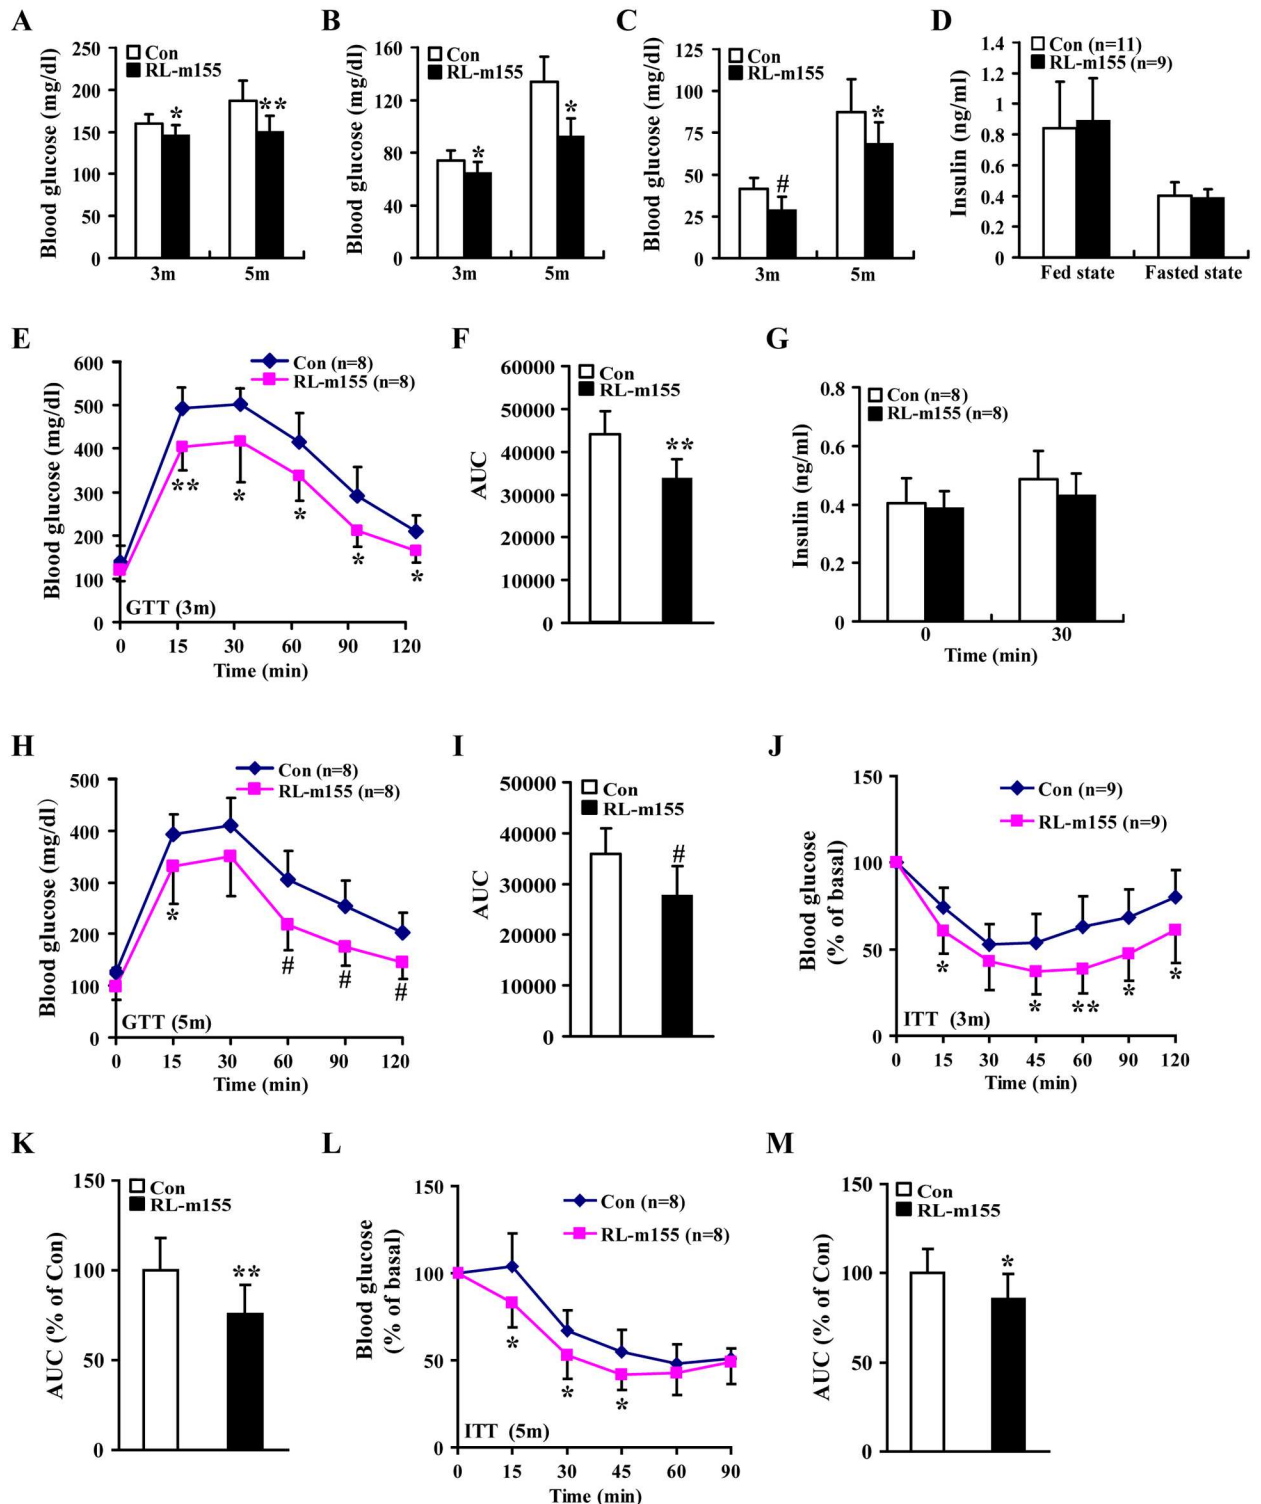 A
Blood glucose (mg/dl)
250
200
150
100
50
0
Con
RL-m155
*
**
3m
5m
B
Blood glucose (mg/dl)
160
120
80
40
0
Con
RL-m155
*
*
3m
5m
C
Blood glucose (mg/dl)
125
100
75
50
25
0
Con
RL-m155
#
*
3m
5m
D
Insulin (ng/ml)
1.4
1.2
1
0.8
0.6
0.4
0.2
0
Con (n=11)
RL-m155 (n=9)
Fed state
Fasted state
E
Blood glucose (mg/dl)
600
500
400
300
200
100
0
Con (n=8)
RL-m155 (n=8)
**
*
*
*
*
GTT (3m)
0
15
30
60
90
120
Time (min)
F
AUC
60000
50000
40000
30000
20000
10000
0
Con
RL-m155
**
G
Insulin (ng/ml)
0.8
0.6
0.4
0.2
0
Con (n=8)
RL-m155 (n=8)
0
30
Time (min)
H
Blood glucose (mg/dl)
500
400
300
200
100
0
Con (n=8)
RL-m155 (n=8)
*
#
#
#
GTT (5m)
0
15
30
60
90
120
Time (min)
I
AUC
50000
40000
30000
20000
10000
0
Con
RL-m155
#
J
Blood glucose
(% of basal)
150
100
50
0
Con (n=9)
RL-m155 (n=9)
*
*
**
*
*
ITT (3m)
0
15
30
45
60
90
120
Time (min)
K
AUC (% of Con)
150
100
50
0
Con
RL-m155
**
L
Blood glucose
(% of basal)
150
100
50
0
Con (n=8)
RL-m155 (n=8)
*
*
*
ITT (5m)
0
15
30
45
60
90
Time (min)
M
AUC (% of Con)
150
100
50
0
Con
RL-m155
*